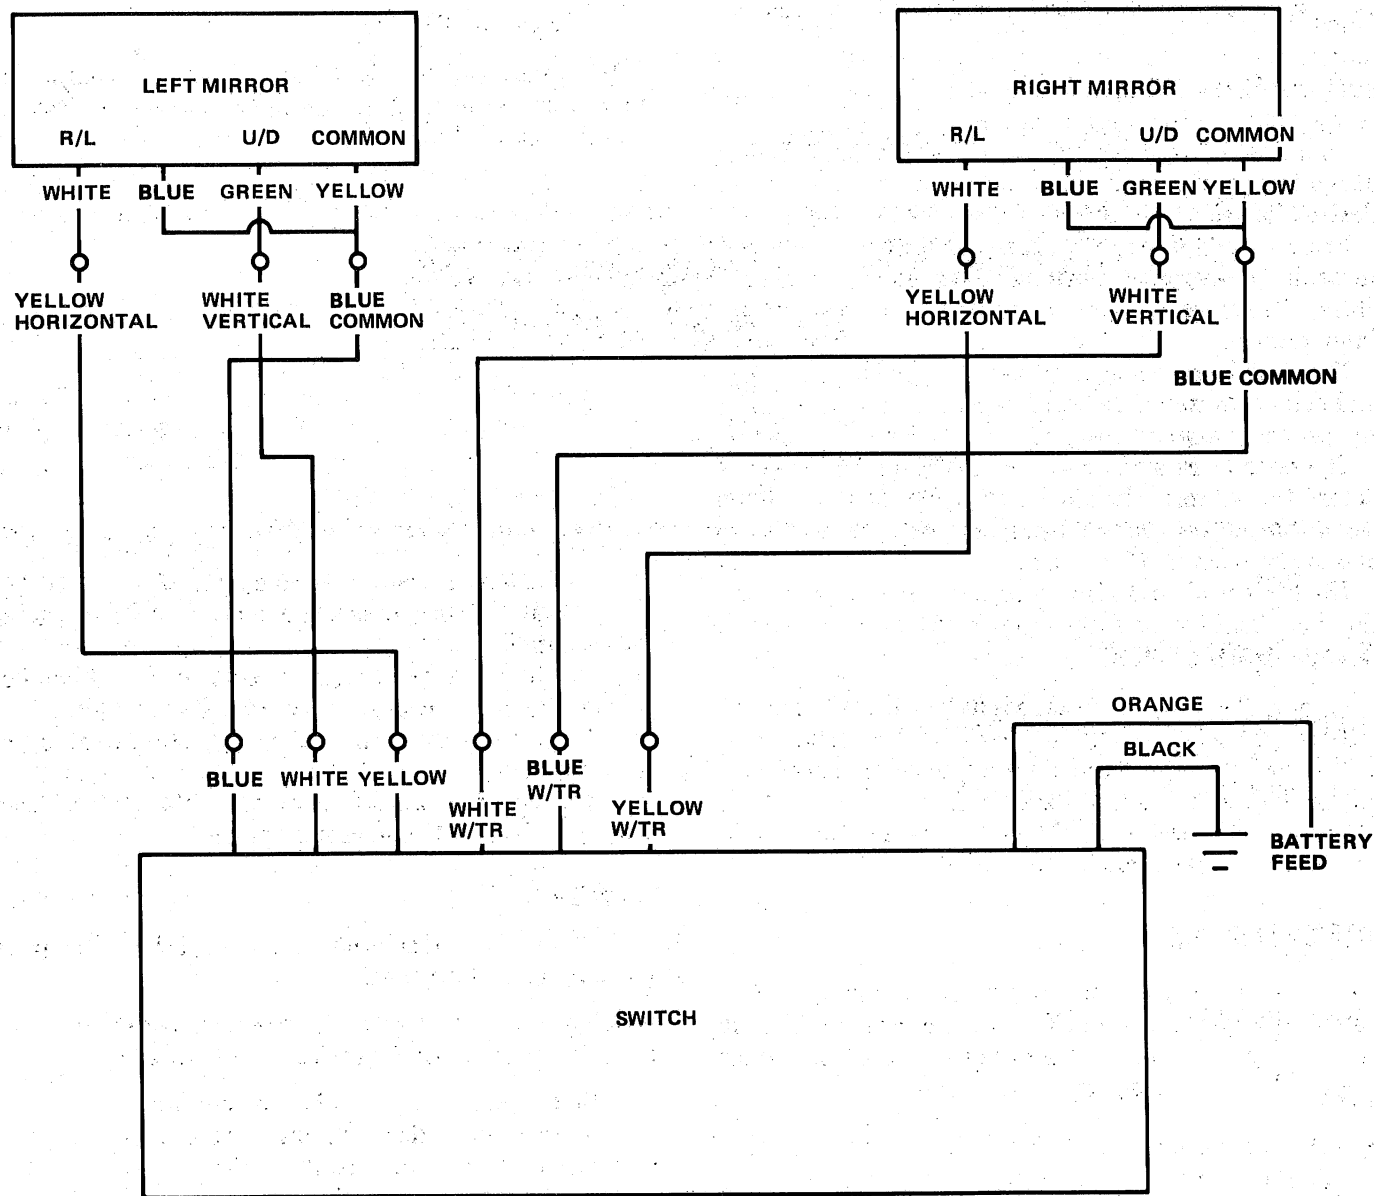 LEFT MIRROR
R/L U/D COMMON
WHITE BLUE GREEN YELLOW
YELLOW
HORIZONTAL
WHITE
VERTICAL
BLUE
COMMON
RIGHT MIRROR
R/L U/D COMMON
WHITE BLUE GREEN YELLOW
YELLOW
HORIZONTAL
WHITE
VERTICAL
BLUE COMMON
BLUE WHITE YELLOW
WHITE
W/TR
BLUE
W/TR
YELLOW
W/TR
ORANGE
BLACK
BATTERY
FEED
SWITCH